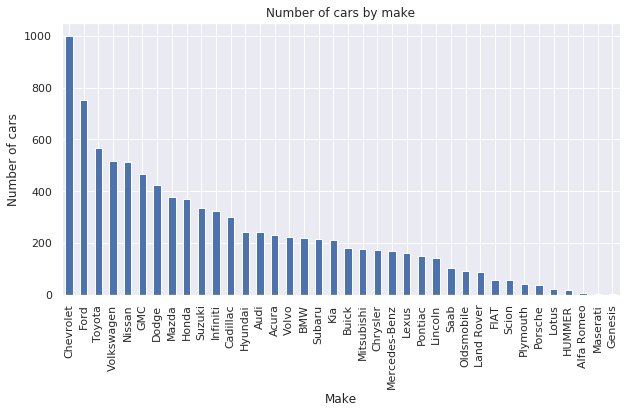 Number of cars by make
Number of cars
1000
800
600
400
200
0
Chevrolet
Ford
Toyota
Volkswagen
Nissan
GMC
Dodge
Mazda
Honda
Suzuki
Infiniti
Cadillac
Hyundai
Audi
Acura
Volvo
BMW
Subaru
Kia
Buick
Mitsubishi
Chrysler
Mercedes-Benz
Lexus
Pontiac
Lincoln
Saab
Oldsmobile
Land Rover
FIAT
Scion
Plymouth
Porsche
Lotus
HUMMER
Alfa Romeo
Maserati
Genesis
Make